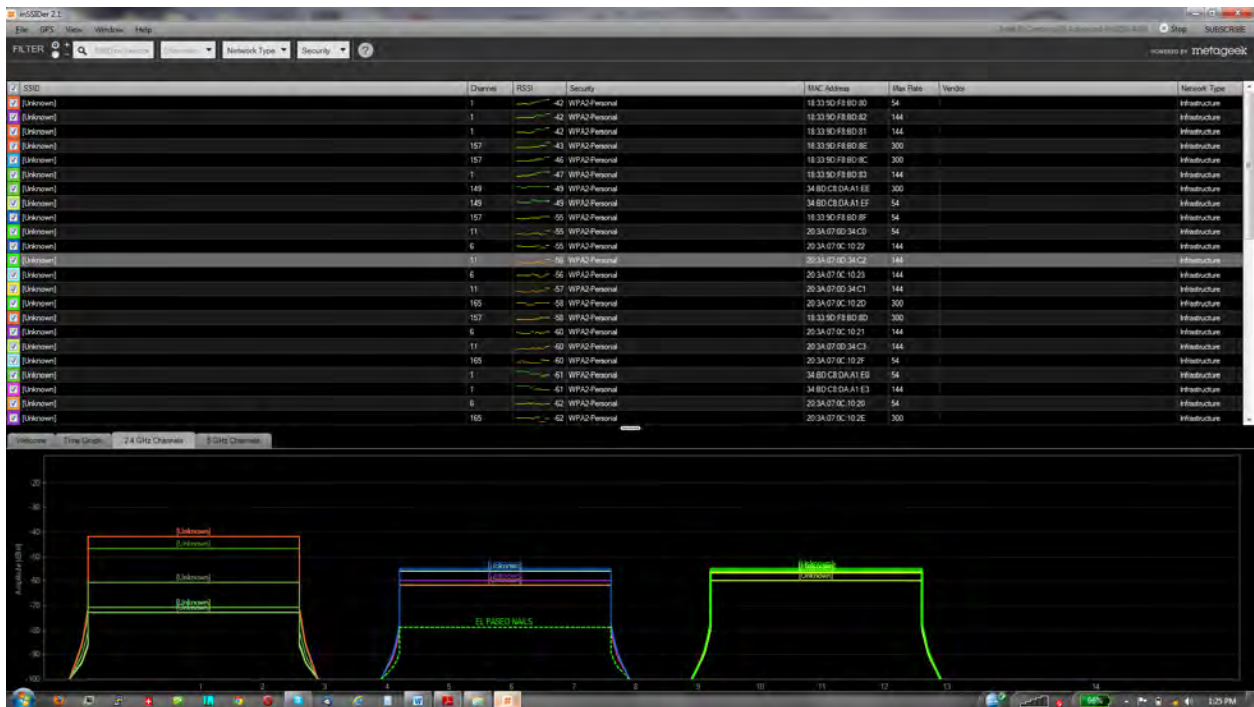 inSSIDer 2.1
File GPS View Window Help
Stop SUBSCRIBE
FILTER + - Network Type Security ?
POWERED BY metageek
SSID Channel RSSI Security MAC Address Max Rate Vendor Network Type
[Unknown] 1 -42 WPA2-Personal 18:33:9D:F8:BD:80 54 Infrastructure
[Unknown] 1 -42 WPA2-Personal 18:33:9D:F8:BD:82 144 Infrastructure
[Unknown] 1 -42 WPA2-Personal 18:33:9D:F8:BD:81 144 Infrastructure
[Unknown] 157 -43 WPA2-Personal 18:33:9D:F8:BD:8E 300 Infrastructure
[Unknown] 157 -46 WPA2-Personal 18:33:9D:F8:BD:8C 300 Infrastructure
[Unknown] 1 -47 WPA2-Personal 18:33:9D:F8:BD:83 144 Infrastructure
[Unknown] 149 -49 WPA2-Personal 34:BD:C8:DA:A1:EE 300 Infrastructure
[Unknown] 149 -49 WPA2-Personal 34:BD:C8:DA:A1:EF 54 Infrastructure
[Unknown] 157 -55 WPA2-Personal 18:33:9D:F8:BD:8F 54 Infrastructure
[Unknown] 11 -55 WPA2-Personal 20:3A:07:0D:34:C0 54 Infrastructure
[Unknown] 6 -55 WPA2-Personal 20:3A:07:0C:10:22 144 Infrastructure
[Unknown] 11 -56 WPA2-Personal 20:3A:07:0D:34:C2 144 Infrastructure
[Unknown] 6 -56 WPA2-Personal 20:3A:07:0C:10:23 144 Infrastructure
[Unknown] 11 -57 WPA2-Personal 20:3A:07:0D:34:C1 144 Infrastructure
[Unknown] 165 -58 WPA2-Personal 20:3A:07:0C:10:2D 300 Infrastructure
[Unknown] 157 -58 WPA2-Personal 18:33:9D:F8:BD:8D 300 Infrastructure
[Unknown] 6 -60 WPA2-Personal 20:3A:07:0C:10:21 144 Infrastructure
[Unknown] 11 -60 WPA2-Personal 20:3A:07:0D:34:C3 144 Infrastructure
[Unknown] 165 -60 WPA2-Personal 20:3A:07:0C:10:2F 54 Infrastructure
[Unknown] 1 -61 WPA2-Personal 34:BD:C8:DA:A1:E0 54 Infrastructure
[Unknown] 1 -61 WPA2-Personal 34:BD:C8:DA:A1:E3 144 Infrastructure
[Unknown] 6 -62 WPA2-Personal 20:3A:07:0C:10:20 54 Infrastructure
[Unknown] 165 -62 WPA2-Personal 20:3A:07:0C:10:2E 300 Infrastructure
Welcome Time Graph 2.4 GHz Channels 5 GHz Channels
Amplitude [dBm]
-20
-30
-40
-50
-60
-70
-80
-90
-100
[Unknown]
[Unknown]
[Unknown]
[Unknown]
[Unknown]
[Unknown]
EL PASEO NAILS
[Unknown]
[Unknown]
1 2 3 4 5 6 7 8 9 10 11 12 13 14
96%
1:25 PM